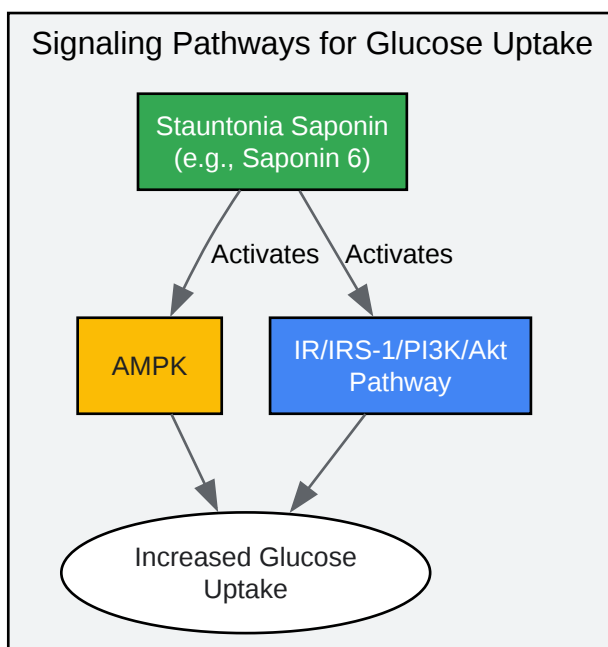 Signaling Pathways for Glucose Uptake
Stauntonia Saponin
(e.g., Saponin 6)
Activates
Activates
AMPK
IR/IRS-1/PI3K/Akt
Pathway
Increased Glucose
Uptake